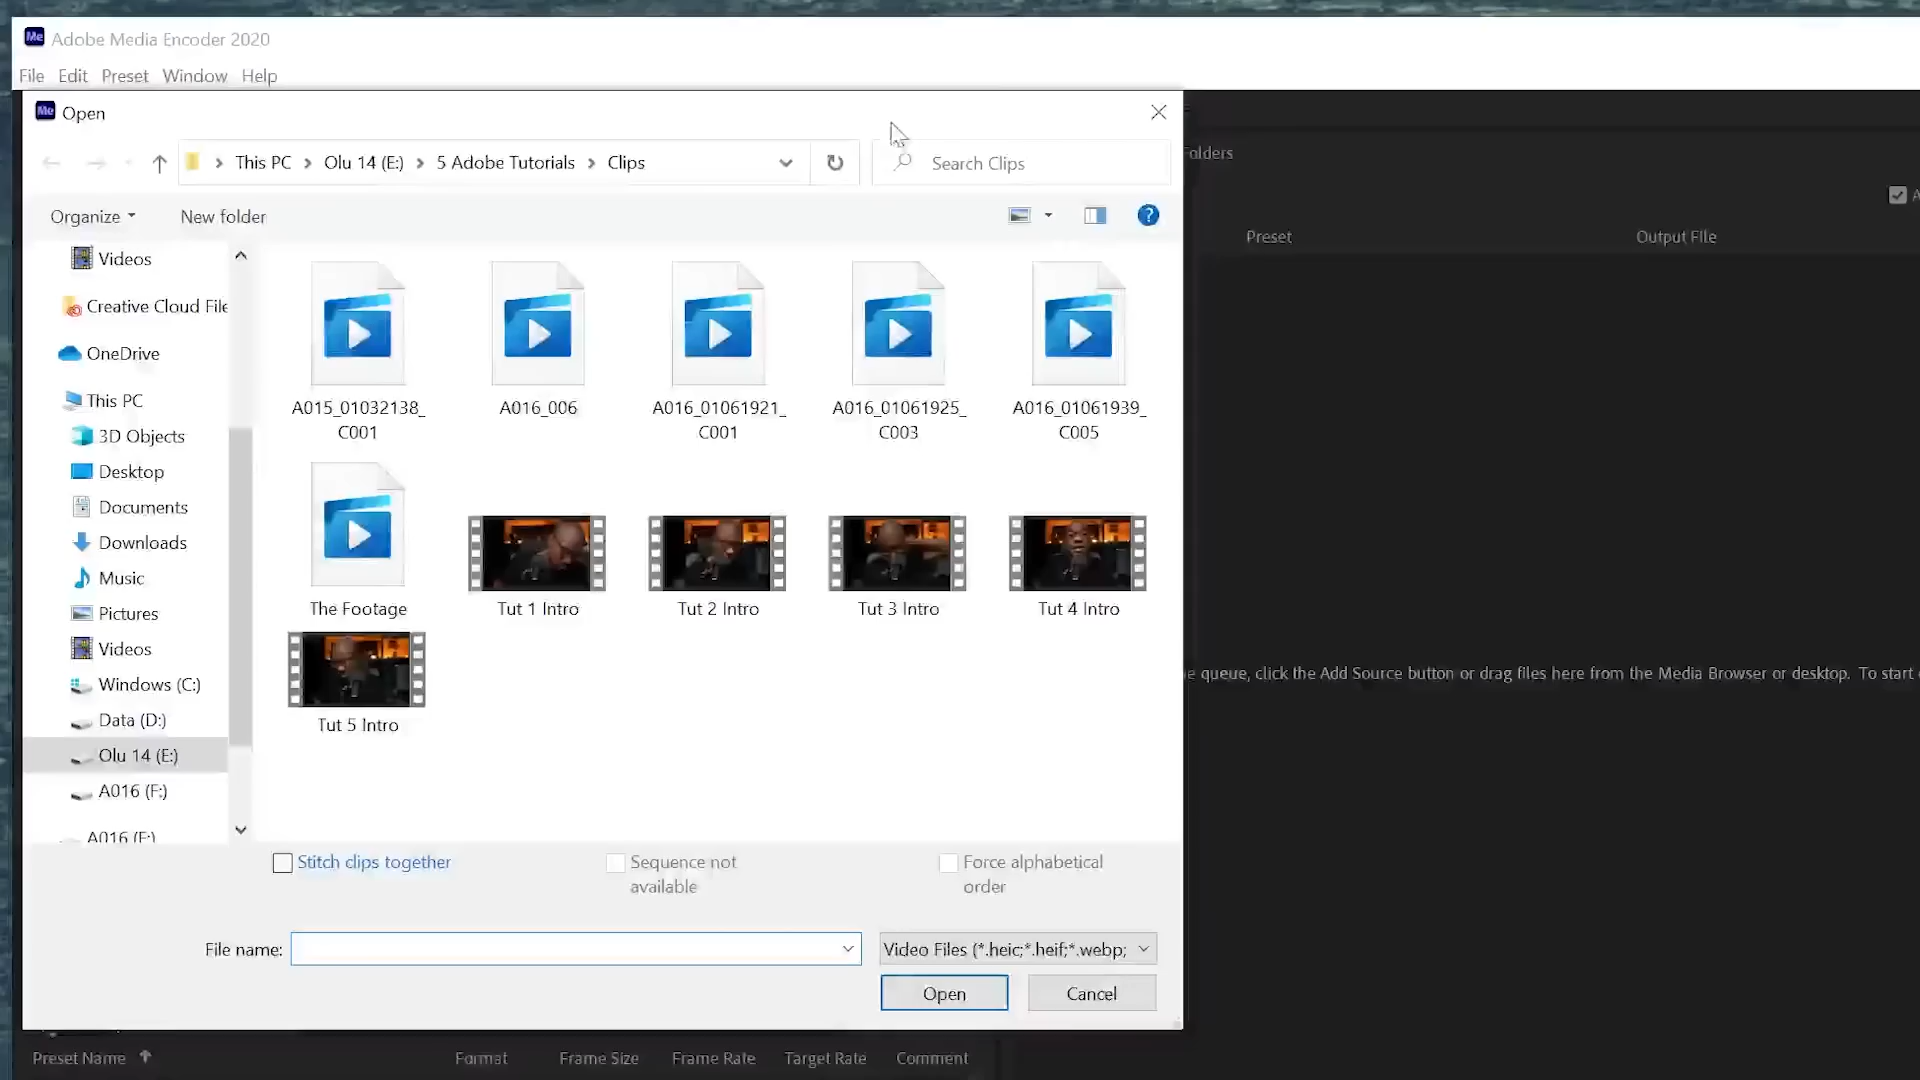 Me Adobe Media Encoder 2020
File Edit Preset Window Help
Me Open
This PC > Olu 14 (E:) > 5 Adobe Tutorials > Clips
Search Clips
Organize New folder
Videos
Creative Cloud File
OneDrive
This PC
3D Objects
Desktop
Documents
Downloads
Music
Pictures
Videos
Windows (C:)
Data (D:)
Olu 14 (E:)
A016 (F:)
A016 (F:)
A015_01032138_
C001
A016_006
A016_01061921_
C001
A016_01061925_
C003
A016_01061939_
C005
The Footage
Tut 1 Intro
Tut 2 Intro
Tut 3 Intro
Tut 4 Intro
Tut 5 Intro
Stitch clips together
Sequence not
available
Force alphabetical
order
File name:
Video Files (*.heic;*.heif;*.webp;
Open Cancel
Preset Output File
queue, click the Add Source button or drag files here from the Media Browser or desktop. To start
Preset Name Format Frame Size Frame Rate Target Rate Comment